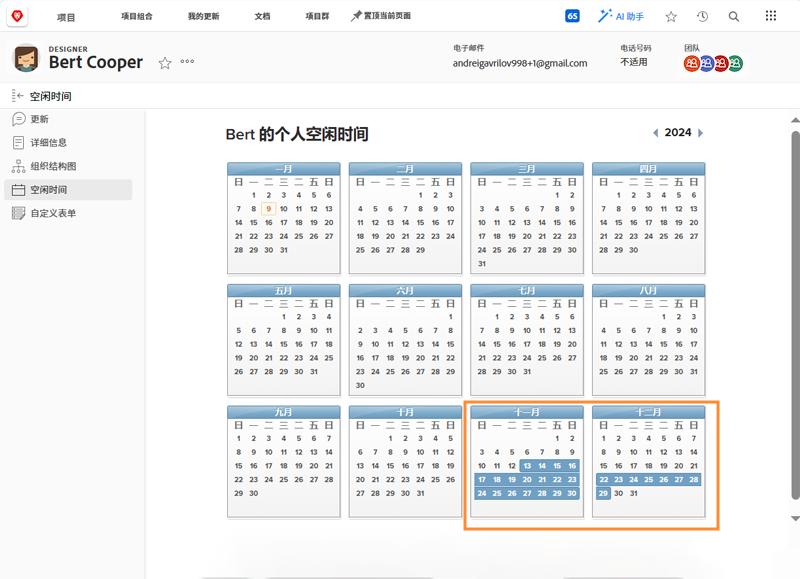 项目
项目组合
我的更新
文档
项目群
置顶当前页面
65
AI 助手
DESIGNER
Bert Cooper
电子邮件
andreigavrilov998+1@gmail.com
电话号码
不适用
团队
空闲时间
更新
详细信息
组织结构图
空闲时间
自定义表单
Bert 的个人空闲时间
2024
一月
日 一 二 三 二 五 日
1 2 3 4 5 6
7 8 9 10 11 12 13
14 15 16 17 18 19 20
21 22 23 24 25 26 27
28 29 30 31
二月
日 一 二 三 二 五 日
1 2 3
4 5 6 7 8 9 10
11 12 13 14 15 16 17
18 19 20 21 22 23 24
25 26 27 28 29
三月
日 一 二 三 二 五 日
1 2
3 4 5 6 7 8 9
10 11 12 13 14 15 16
17 18 19 20 21 22 23
24 25 26 27 28 29 30
31
四月
日 一 二 三 二 五 日
1 2 3 4 5 6
7 8 9 10 11 12 13
14 15 16 17 18 19 20
21 22 23 24 25 26 27
28 29 30
五月
日 一 二 三 二 五 日
1 2 3 4
5 6 7 8 9 10 11
12 13 14 15 16 17 18
19 20 21 22 23 24 25
26 27 28 29 30 31
六月
日 一 二 三 二 五 日
1
2 3 4 5 6 7 8
9 10 11 12 13 14 15
16 17 18 19 20 21 22
23 24 25 26 27 28 29
30
七月
日 一 二 三 二 五 日
1 2 3 4 5 6
7 8 9 10 11 12 13
14 15 16 17 18 19 20
21 22 23 24 25 26 27
28 29 30 31
八月
日 一 二 三 二 五 日
1 2 3
4 5 6 7 8 9 10
11 12 13 14 15 16 17
18 19 20 21 22 23 24
25 26 27 28 29 30 31
九月
日 一 二 三 二 五 日
1 2 3 4 5 6 7
8 9 10 11 12 13 14
15 16 17 18 19 20 21
22 23 24 25 26 27 28
29 30
十月
日 一 二 三 二 五 日
1 2 3 4 5
6 7 8 9 10 11 12
13 14 15 16 17 18 19
20 21 22 23 24 25 26
27 28 29 30 31
十一月
日 一 二 三 二 五 日
1 2
3 4 5 6 7 8 9
10 11 12 13 14 15 16
17 18 19 20 21 22 23
24 25 26 27 28 29 30
十二月
日 一 二 三 二 五 日
1 2 3 4 5 6 7
8 9 10 11 12 13 14
15 16 17 18 19 20 21
22 23 24 25 26 27 28
29 30 31